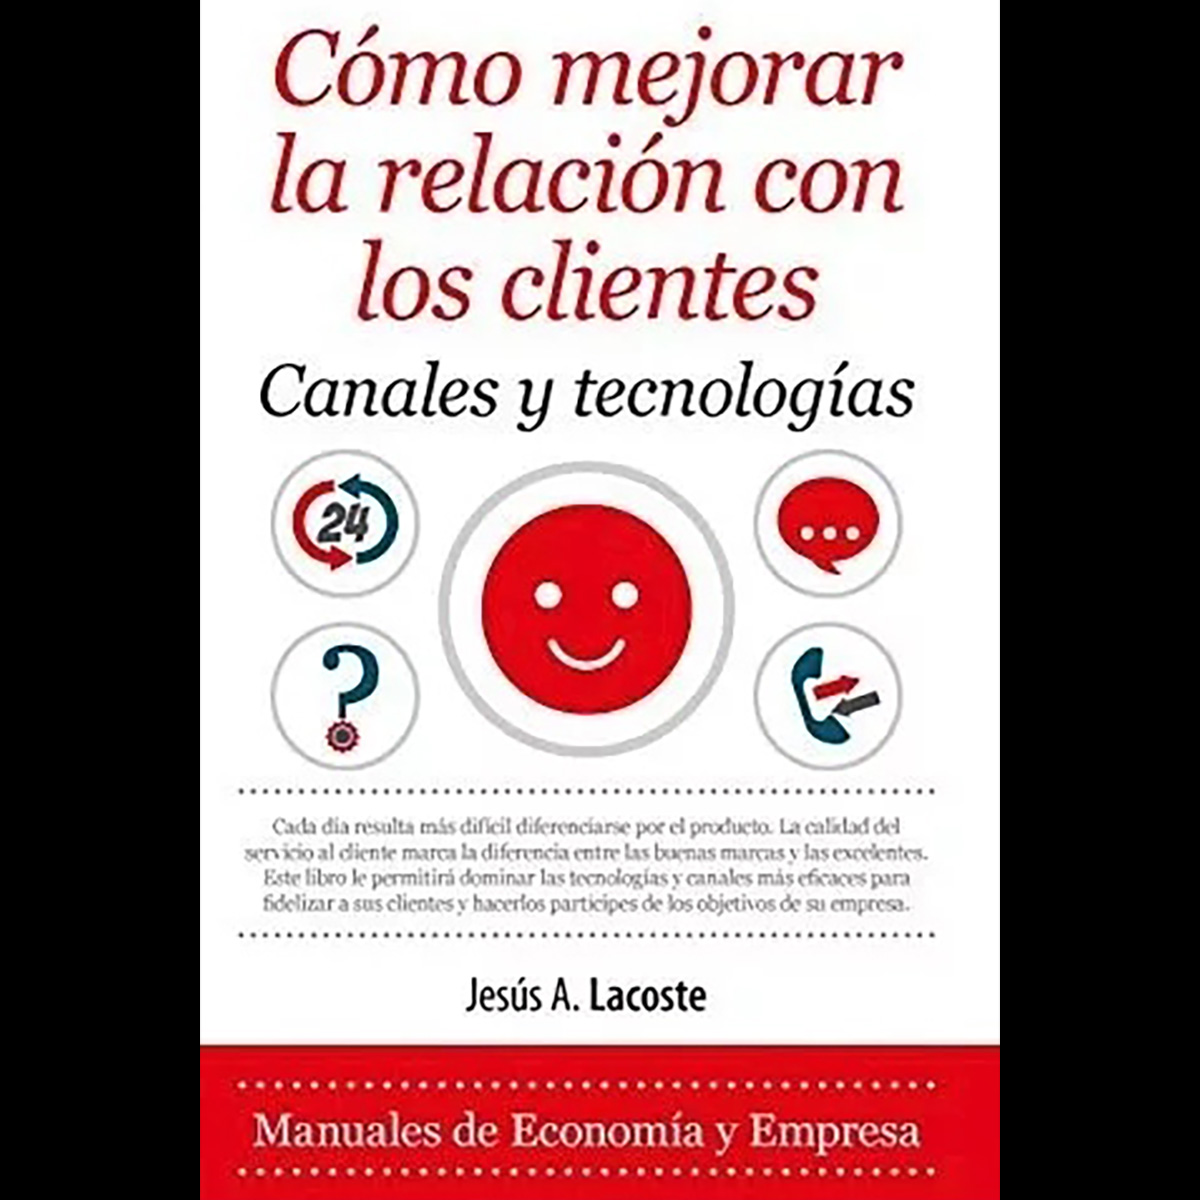 Cómo mejorar
la relación con
los clientes
Canales y tecnologías
24
Cada día resulta más difícil diferenciarse por el producto. La calidad del
servicio al cliente marca la diferencia entre las buenas marcas y las excelentes.
Este libro le permitirá dominar las tecnologías y canales más eficaces para
fidelizar a sus clientes y hacerlos partícipes de los objetivos de su empresa.
Jesús A. Lacoste
Manuales de Economía y Empresa